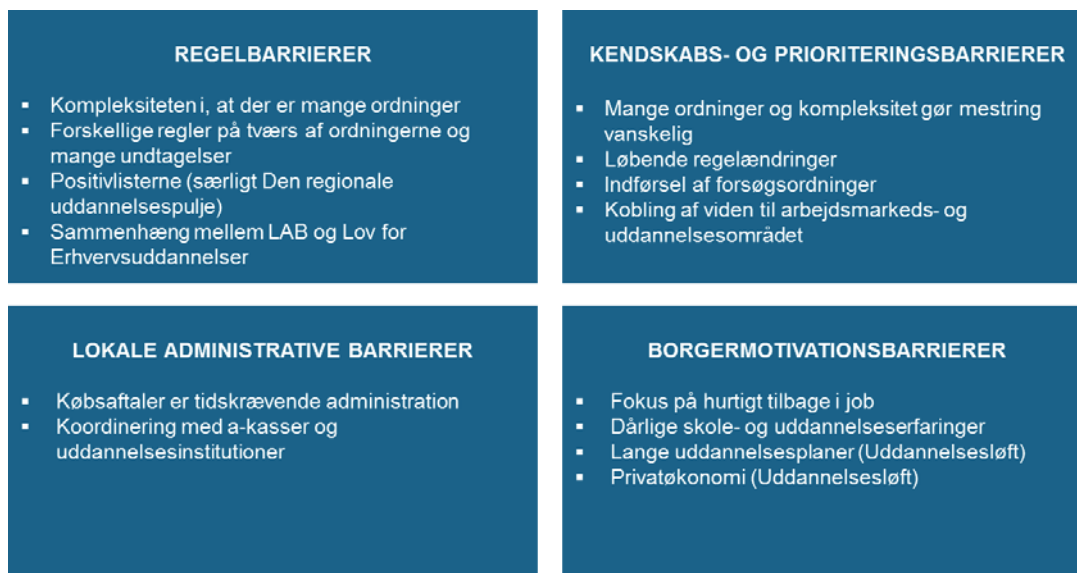 REGELBARRIERER
▪ Kompleksiteten i, at der er mange ordninger
▪ Forskellige regler på tværs af ordningerne og
mange undtagelser
▪ Positivlisterne (særligt Den regionale
uddannelsespulje)
▪ Sammenhæng mellem LAB og Lov for
Erhvervsuddannelser
KENDSKABS- OG PRIORITERINGSBARRIERER
▪ Mange ordninger og kompleksitet gør mestring
vanskelig
▪ Løbende regelændringer
▪ Indførsel af forsøgsordninger
▪ Kobling af viden til arbejdsmarkeds- og
uddannelsesområdet
LOKALE ADMINISTRATIVE BARRIERER
▪ Købsaftaler er tidskrævende administration
▪ Koordinering med a-kasser og
uddannelsesinstitutioner
BORGERMOTIVATIONSBARRIERER
▪ Fokus på hurtigt tilbage i job
▪ Dårlige skole- og uddannelseserfaringer
▪ Lange uddannelsesplaner (Uddannelsesløft)
▪ Privatøkonomi (Uddannelsesløft)